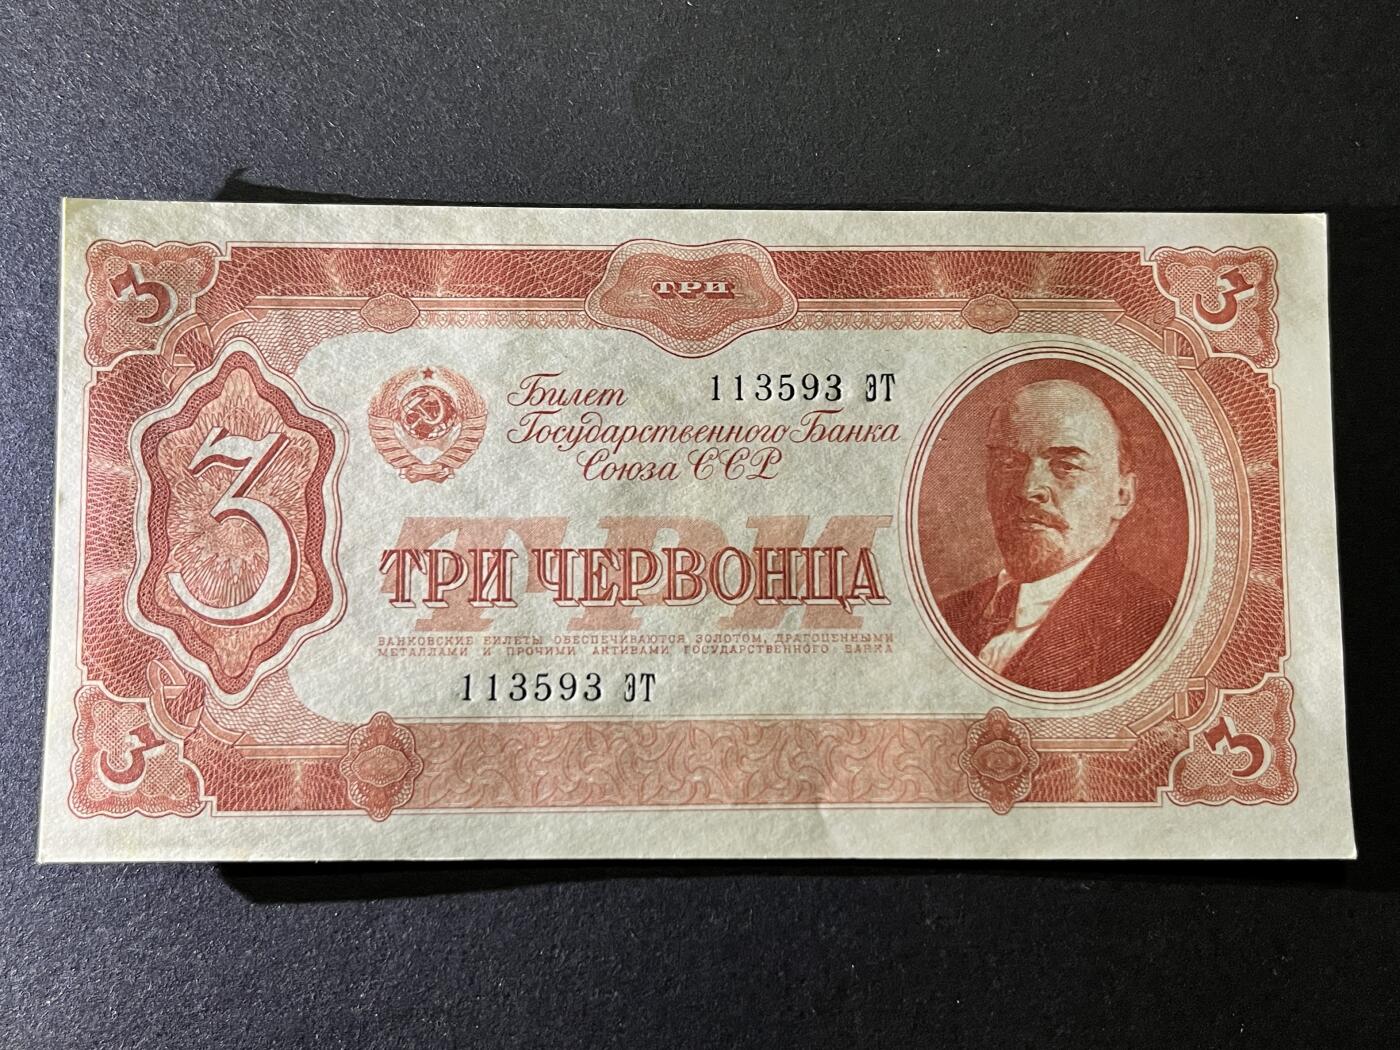 3
ТРИ
3
Билет
113593 ЭТ
Государственного Банка
Союза ССР
3
ТРИ
ТРИ ЧЕРВОНЦА
БАНКОВСКИЕ БИЛЕТЫ ОБЕСПЕЧИВАЮТСЯ ЗОЛОТОМ, ДРАГОЦЕННЫМИ
МЕТАЛЛАМИ И ПРОЧИМИ АКТИВАМИ ГОСУДАРСТВЕННОГО БАНКА
113593 ЭТ
3
3